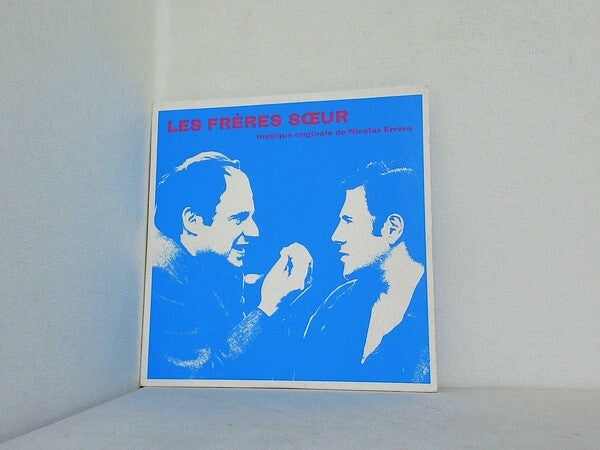 LES FRÈRES SŒUR
musique originale de Nicolas Errèra